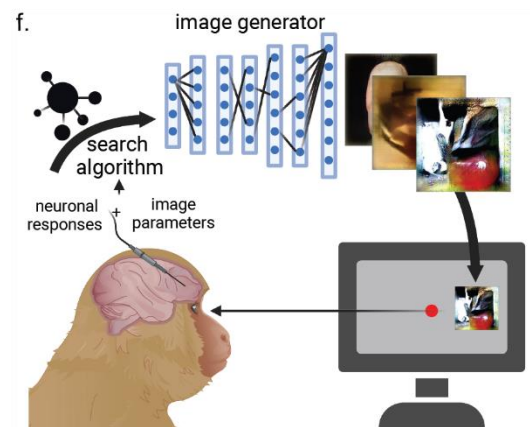 f.
image generator
search
algorithm
neuronal image
responses + parameters